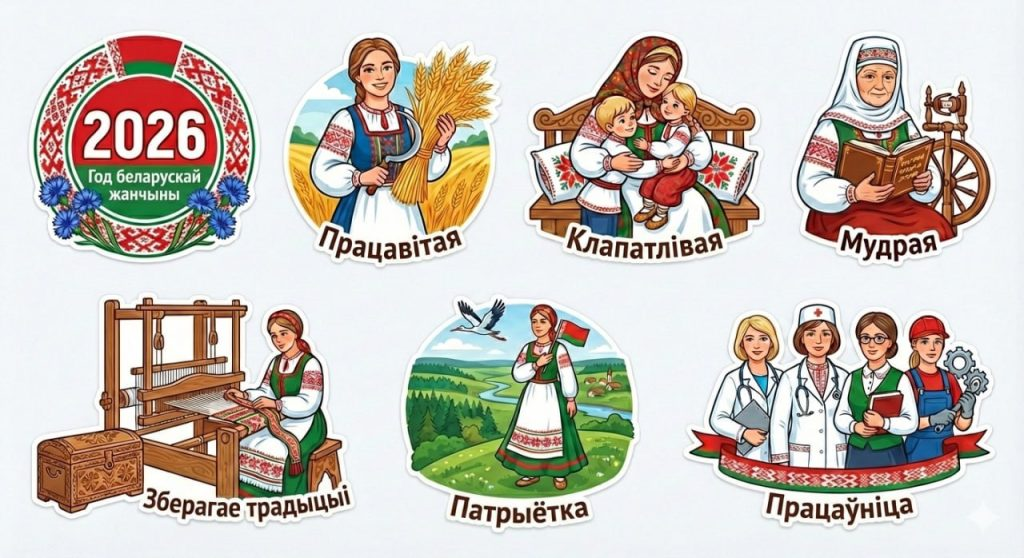 2026
Год беларускай
жанчыны
Працавітая
Клапатлівая
Мудрая
Зберагае традыцыі
Патрыётка
Працаўніца